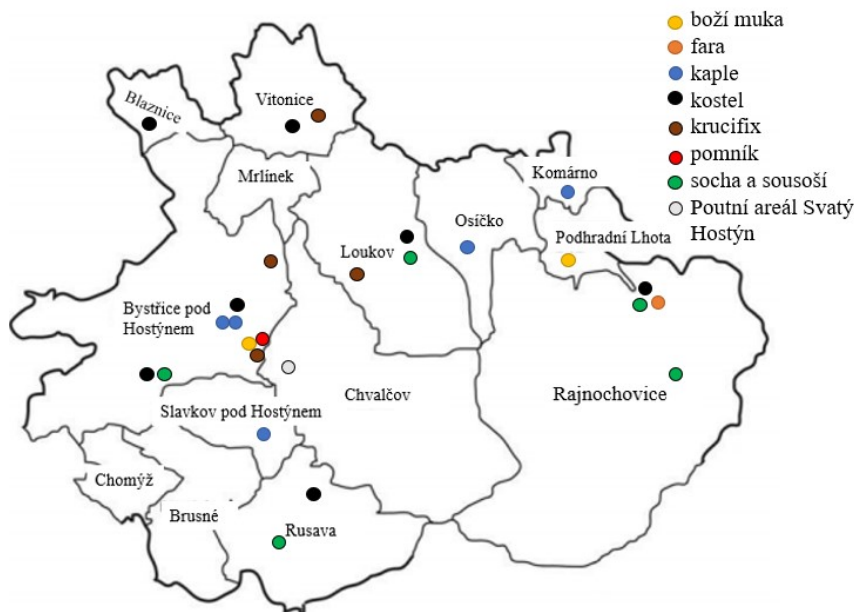 boží muka
fara
kaple
kostel
krucifix
pomník
socha a sousoší
Poutní areál Svatý
Hostýn
Blaznice
Vitonice
Mrlínek
Komárno
Osíčko
Podhradní Lhota
Loukov
Bystřice pod
Hostýnem
Chvalčov
Rajnochovice
Slavkov pod Hostýnem
Chomýž
Brusné
Rusava